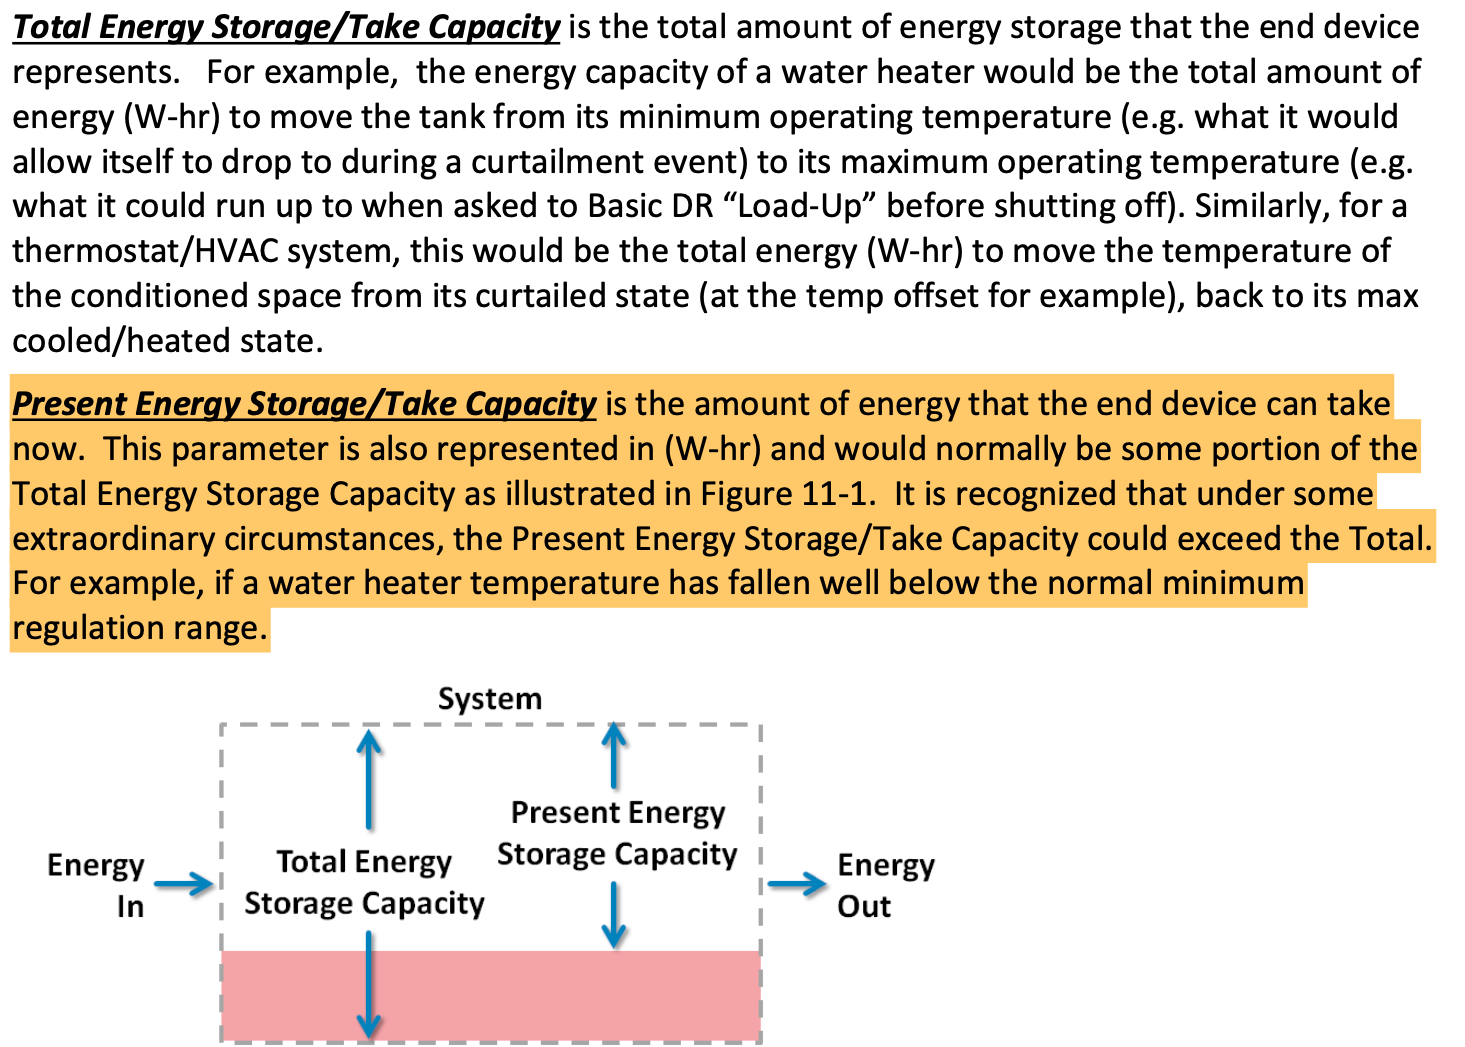 Total Energy Storage/Take Capacity is the total amount of energy storage that the end device
represents.   For example,  the energy capacity of a water heater would be the total amount of
energy (W-hr) to move the tank from its minimum operating temperature (e.g. what it would
allow itself to drop to during a curtailment event) to its maximum operating temperature (e.g.
what it could run up to when asked to Basic DR “Load-Up” before shutting off). Similarly, for a
thermostat/HVAC system, this would be the total energy (W-hr) to move the temperature of
the conditioned space from its curtailed state (at the temp offset for example), back to its max
cooled/heated state.
Present Energy Storage/Take Capacity is the amount of energy that the end device can take
now.  This parameter is also represented in (W-hr) and would normally be some portion of the
Total Energy Storage Capacity as illustrated in Figure 11-1.  It is recognized that under some
extraordinary circumstances, the Present Energy Storage/Take Capacity could exceed the Total.
For example, if a water heater temperature has fallen well below the normal minimum
regulation range.
System
Energy
In
Total Energy
Storage Capacity
Present Energy
Storage Capacity
Energy
Out